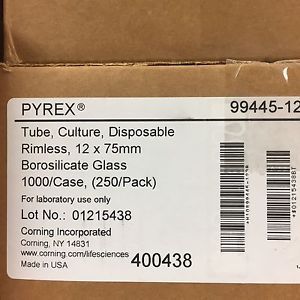 PYREX® 99445-12
Tube, Culture, Disposable
Rimless, 12 x 75mm
Borosilicate Glass
1000/Case, (250/Pack)
For laboratory use only
Lot No.: 01215438
Corning Incorporated
Corning, NY 14831
www.corning.com/lifesciences
Made in USA 400438